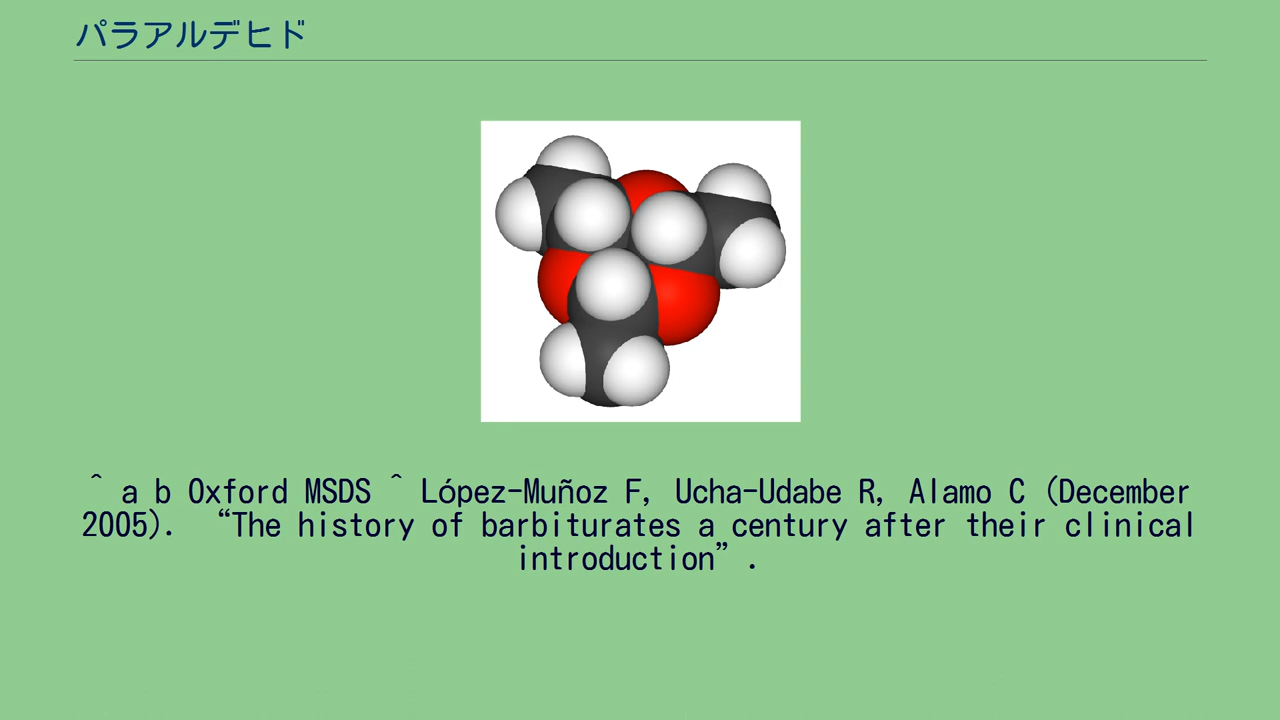 パラアルデヒド
^ a b Oxford MSDS ^ López-Muñoz F, Ucha-Udabe R, Alamo C (December
2005). “The history of barbiturates a century after their clinical
introduction”.